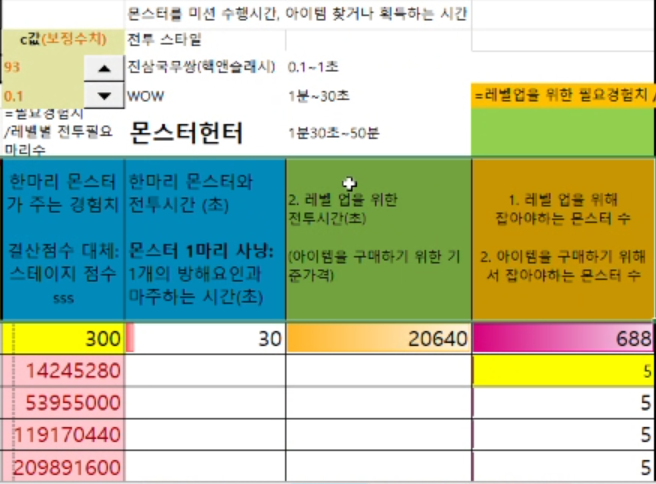 몬스터를 미션 수행시간, 아이템 찾거나 획득하는 시간
c값(보정수치)
전투 스타일
93
진삼국무쌍(핵앤슬래시)
0.1~1초
0.1
WOW
1분~30초
=레벨업을 위한 필요경험치 /
=필요경험치
/레벨별 전투필요
마리수
몬스터헌터
1분30초~50분
한마리 몬스터
가 주는 경험치
결산점수 대체:
스테이지 점수
sss
한마리 몬스터와
전투시간 (초)
몬스터 1마리 사냥:
1개의 방해요인과
마주하는 시간(초)
2. 레벨 업을 위한
전투시간(초)
(아이템을 구매하기 위한 기
준가격)
1. 레벨 업을 위해
잡아야하는 몬스터 수
2. 아이템을 구매하기 위해
서 잡아야하는 몬스터 수
300
30
20640
688
14245280
5
53955000
5
119170440
5
209891600
5